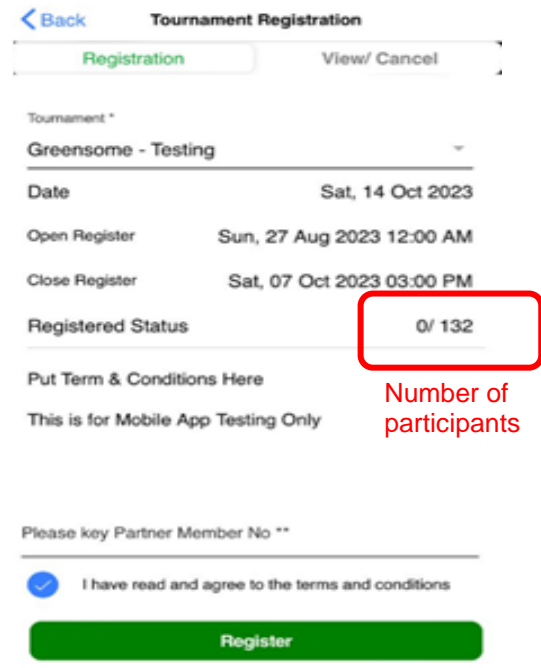 Back Tournament Registration
Registration View/ Cancel
Tournament *
Greensome - Testing
Date Sat, 14 Oct 2023
Open Register Sun, 27 Aug 2023 12:00 AM
Close Register Sat, 07 Oct 2023 03:00 PM
Registered Status 0/ 132
Put Term & Conditions Here
Number of
This is for Mobile App Testing Only
participants
Please key Partner Member No **
I have read and agree to the terms and conditions
Register